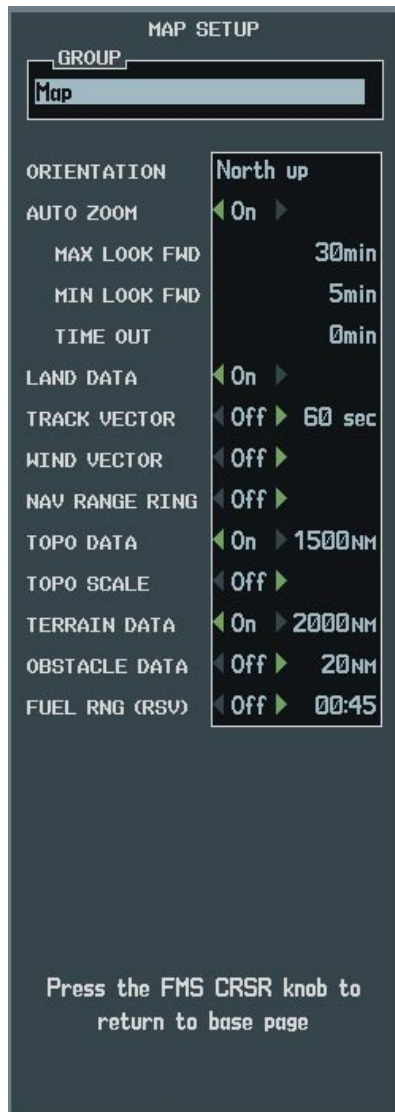 MAP SETUP
GROUP
Map
ORIENTATION North up
AUTO ZOOM On
MAX LOOK FWD 30min
MIN LOOK FWD 5min
TIME OUT 0min
LAND DATA On
TRACK VECTOR Off 60 sec
WIND VECTOR Off
NAV RANGE RING Off
TOPO DATA On 1500NM
TOPO SCALE Off
TERRAIN DATA On 2000NM
OBSTACLE DATA Off 20NM
FUEL RNG (RSV) Off 00:45
Press the FMS CRSR knob to
return to base page